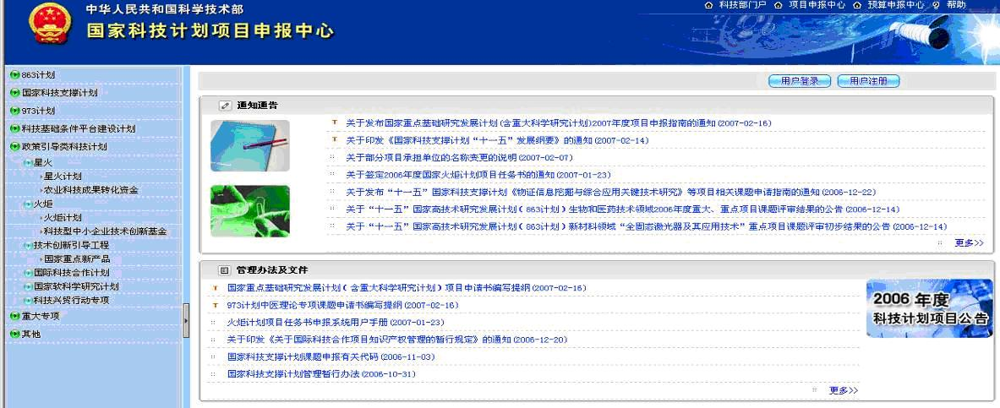 中华人民共和国科学技术部
国家科技计划项目申报中心
科技部门户 项目申报中心 预算申报中心 帮助
用户登录 用户注册
863计划
国家科技支撑计划
973计划
科技基础条件平台建设计划
政策引导类科技计划
星火
星火计划
农业科技成果转化资金
火炬
火炬计划
科技型中小企业技术创新基金
技术创新引导工程
国家重点新产品
国际科技合作计划
国家软科学研究计划
科技兴贸行动专项
重大专项
其他
通知通告
关于发布国家重点基础研究发展计划(含重大科学研究计划)2007年度项目申报指南的通知(2007-02-16)
关于印发《国家科技支撑计划“十一五”发展纲要》的通知(2007-02-14)
关于部分项目承担单位的名称变更的说明(2007-02-07)
关于签定2006年度国家火炬计划项目任务书的通知(2007-01-23)
关于发布“十一五”国家科技支撑计划《物证信息挖掘与综合应用关键技术研究》等项目相关课题申请指南的通知(2006-12-22)
关于“十一五”国家高技术研究发展计划(863计划)生物和医药技术领域2006年度重大、重点项目课题评审结果的公告(2006-12-14)
关于“十一五”国家高技术研究发展计划(863计划)新材料领域“全固态激光器及其应用技术”重点项目课题评审初步结果的公告(2006-12-14)
更多>>
管理办法及文件
国家重点基础研究发展计划(含重大科学研究计划)项目申请书编写提纲(2007-02-16)
973计划中医理论专项课题申请书编写提纲(2007-02-16)
火炬计划项目任务书申报系统用户手册(2007-01-23)
关于印发《关于国际科技合作项目知识产权管理的暂行规定》的通知(2006-12-20)
国家科技支撑计划课题申报有关代码(2006-11-03)
国家科技支撑计划管理暂行办法(2006-10-31)
更多>>
2006 年度
科技计划项目公告